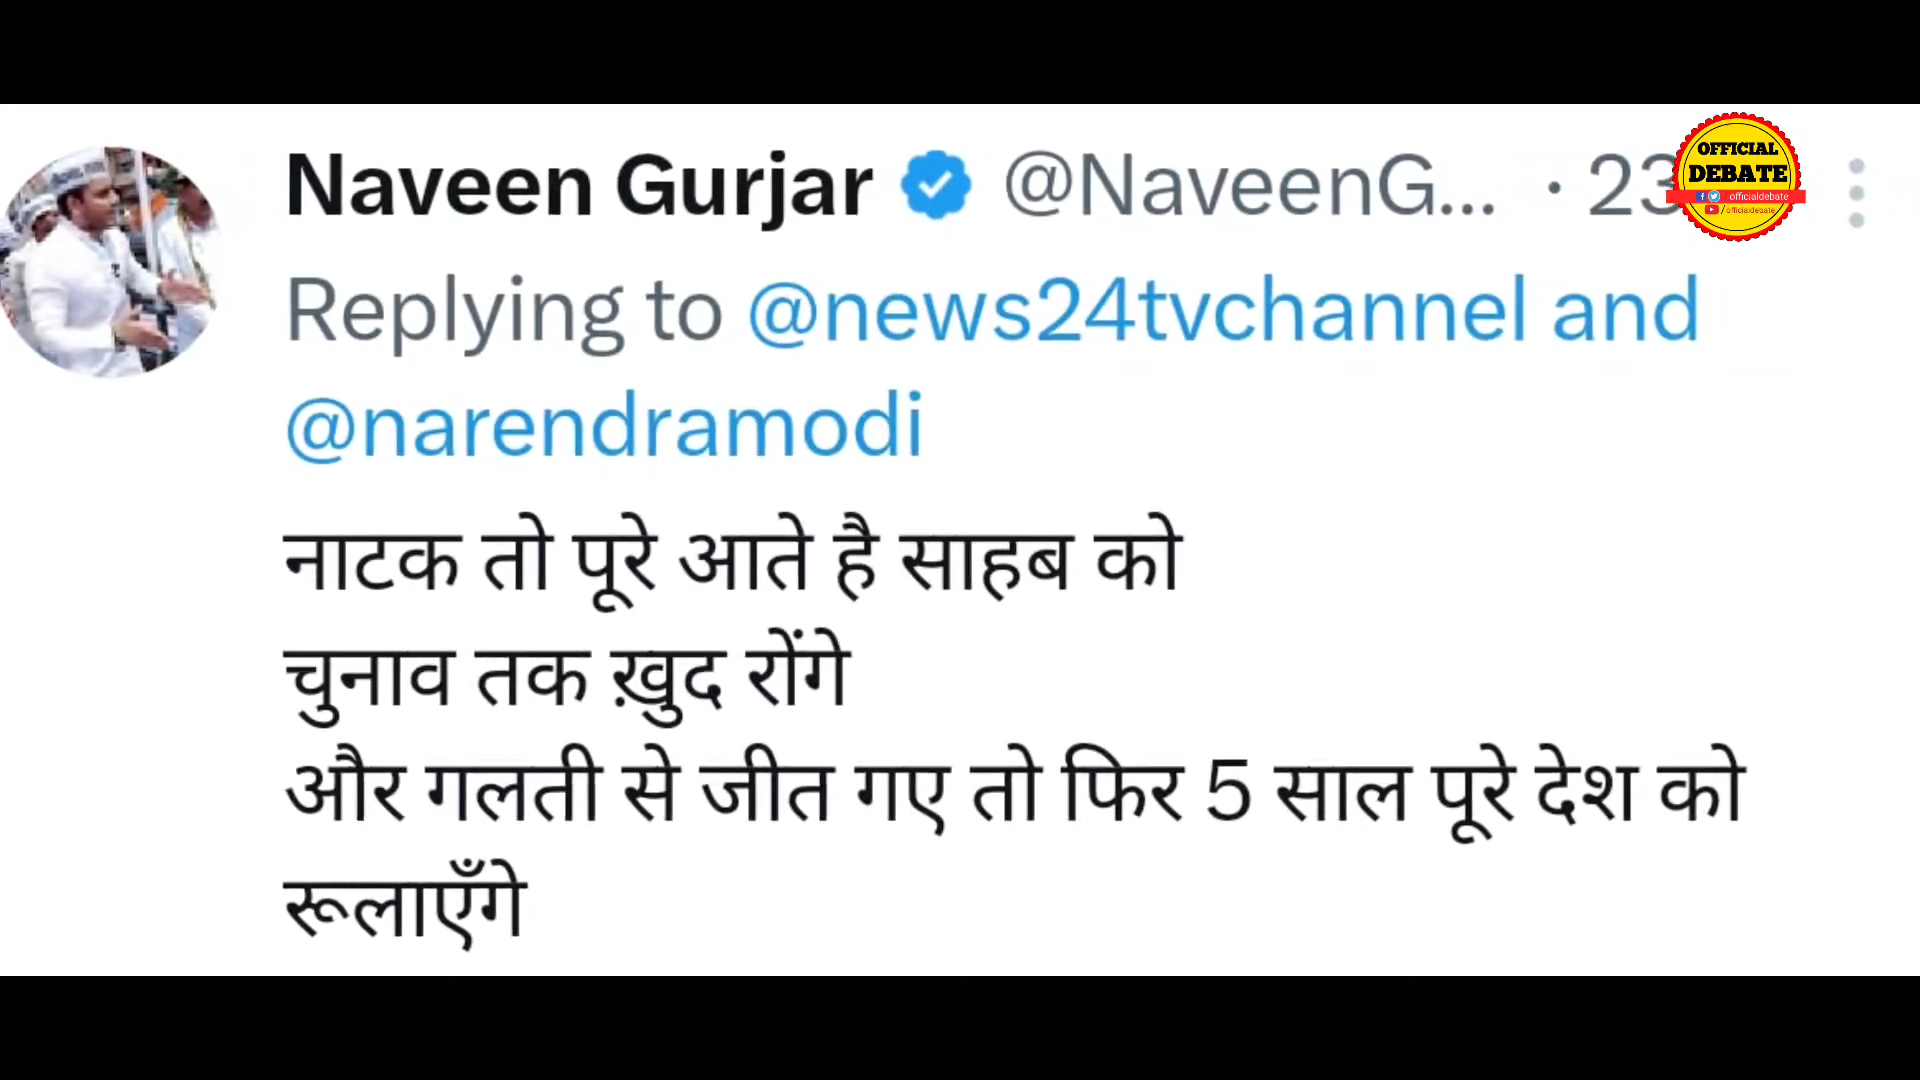 Naveen Gurjar @NaveenG... · 23
Replying to @news24tvchannel and
@narendramodi
नाटक तो पूरे आते है साहब को
चुनाव तक ख़ुद रोंगे
और गलती से जीत गए तो फिर 5 साल पूरे देश को
रूलाएँगे
OFFICIAL
DEBATE
officialdebate
/officialdebate